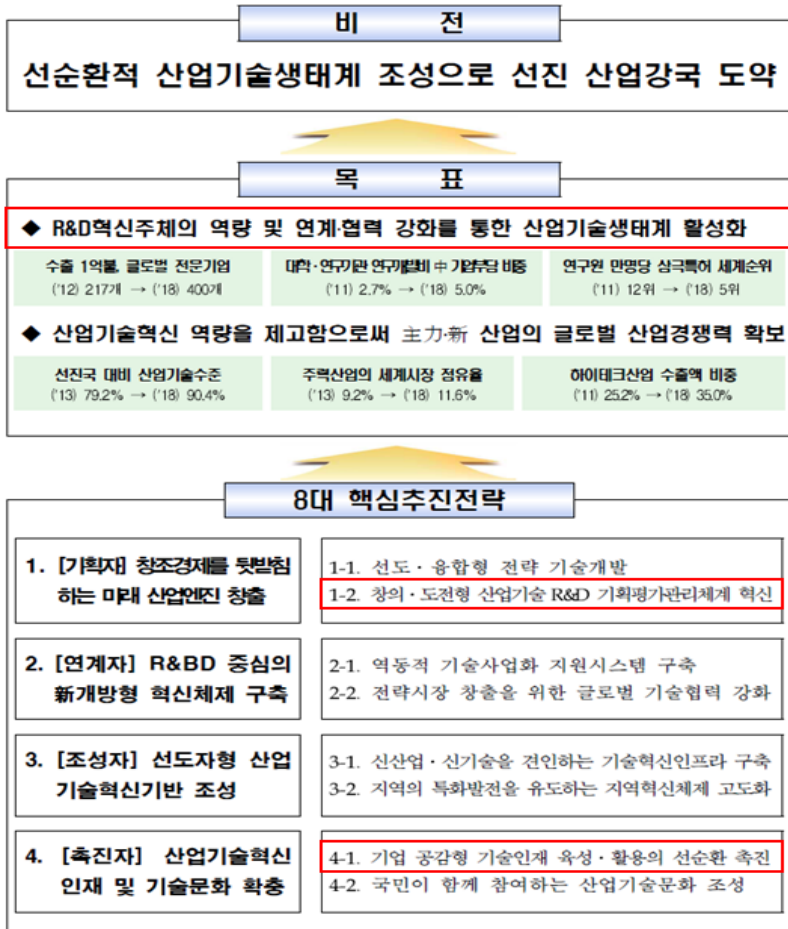 비 전
선순환적 산업기술생태계 조성으로 선진 산업강국 도약
목 표
◆ R&D혁신주체의 역량 및 연계·협력 강화를 통한 산업기술생태계 활성화
수출 1억불, 글로벌 전문기업
('12) 217개 → ('18) 400개
대학·연구기관 연구개발비 中 기업부담 비중
('11) 2.7% → ('18) 5.0%
연구원 만명당 삼극특허 세계순위
('11) 12위 → ('18) 5위
◆ 산업기술혁신 역량을 제고함으로써 主力·新 산업의 글로벌 산업경쟁력 확보
선진국 대비 산업기술수준
('13) 79.2% → ('18) 90.4%
주력산업의 세계시장 점유율
('13) 9.2% → ('18) 11.6%
하이테크산업 수출액 비중
('11) 25.2% → ('18) 35.0%
8대 핵심추진전략
1. [기획자] 창조경제를 뒷받침
하는 미래 산업엔진 창출
1-1. 선도·융합형 전략 기술개발
1-2. 창의·도전형 산업기술 R&D 기획평가관리체계 혁신
2. [연계자] R&BD 중심의
新개방형 혁신체제 구축
2-1. 역동적 기술사업화 지원시스템 구축
2-2. 전략시장 창출을 위한 글로벌 기술협력 강화
3. [조성자] 선도자형 산업
기술혁신기반 조성
3-1. 신산업·신기술을 견인하는 기술혁신인프라 구축
3-2. 지역의 특화발전을 유도하는 지역혁신체제 고도화
4. [촉진자] 산업기술혁신
인재 및 기술문화 확충
4-1. 기업 공감형 기술인재 육성·활용의 선순환 촉진
4-2. 국민이 함께 참여하는 산업기술문화 조성